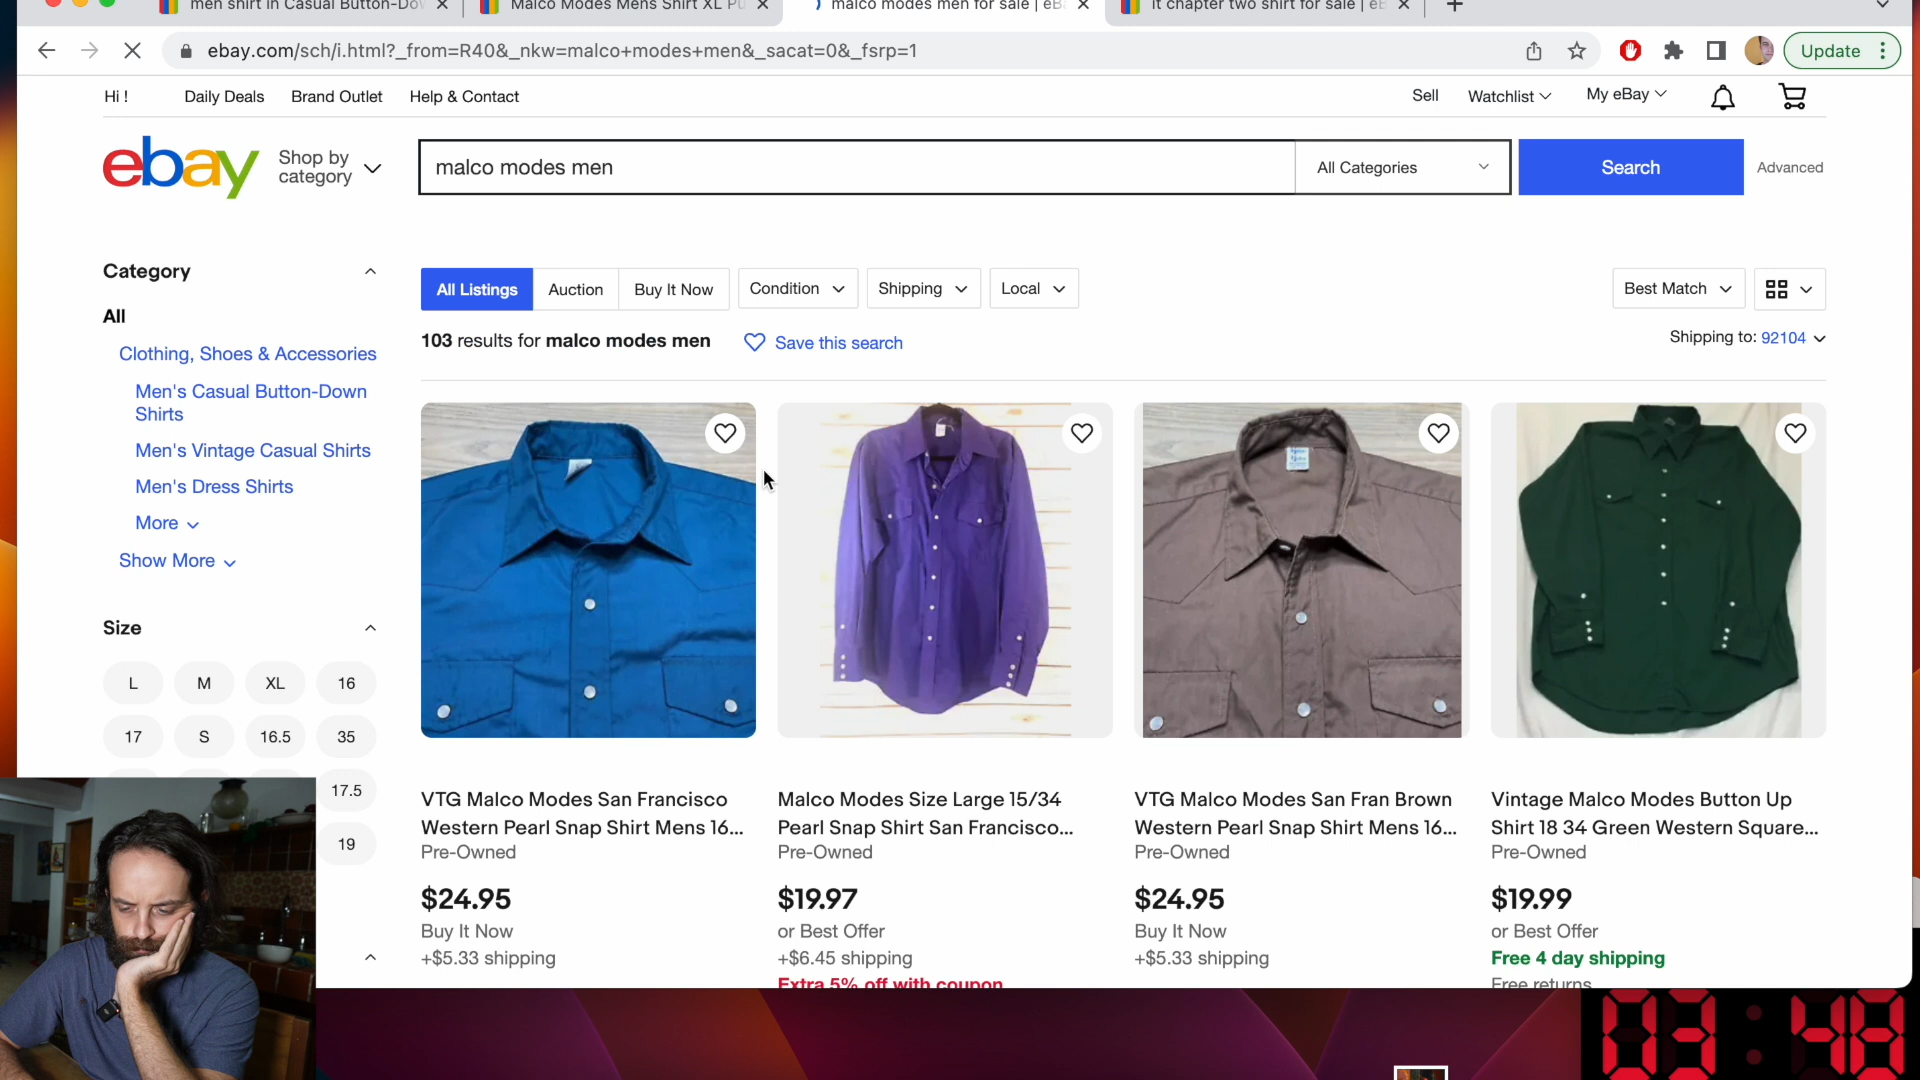 men shirt in Casual Button-Do
Malco Modes Mens Shirt XL Pu
malco modes men for sale | eBa
it chapter two shirt for sale | eB
ebay.com/sch/i.html?_from=R40&_nkw=malco+modes+men&_sacat=0&_fsrp=1
Update
Hi !
Daily Deals
Brand Outlet
Help & Contact
Sell
Watchlist
My eBay
ebay
Shop by
category
malco modes men
All Categories
Search
Advanced
Category
All
Clothing, Shoes & Accessories
Men's Casual Button-Down
Shirts
Men's Vintage Casual Shirts
Men's Dress Shirts
More
Show More
Size
L M XL 16
17 S 16.5 35
17.5
19
All Listings
Auction
Buy It Now
Condition
Shipping
Local
Best Match
103 results for malco modes men
Save this search
Shipping to: 92104
VTG Malco Modes San Francisco
Western Pearl Snap Shirt Mens 16...
Pre-Owned
$24.95
Buy It Now
+$5.33 shipping
Malco Modes Size Large 15/34
Pearl Snap Shirt San Francisco...
Pre-Owned
$19.97
or Best Offer
+$6.45 shipping
Extra 5% off with coupon
VTG Malco Modes San Fran Brown
Western Pearl Snap Shirt Mens 16...
Pre-Owned
$24.95
Buy It Now
+$5.33 shipping
Vintage Malco Modes Button Up
Shirt 18 34 Green Western Square...
Pre-Owned
$19.99
or Best Offer
Free 4 day shipping
Free returns
03:48